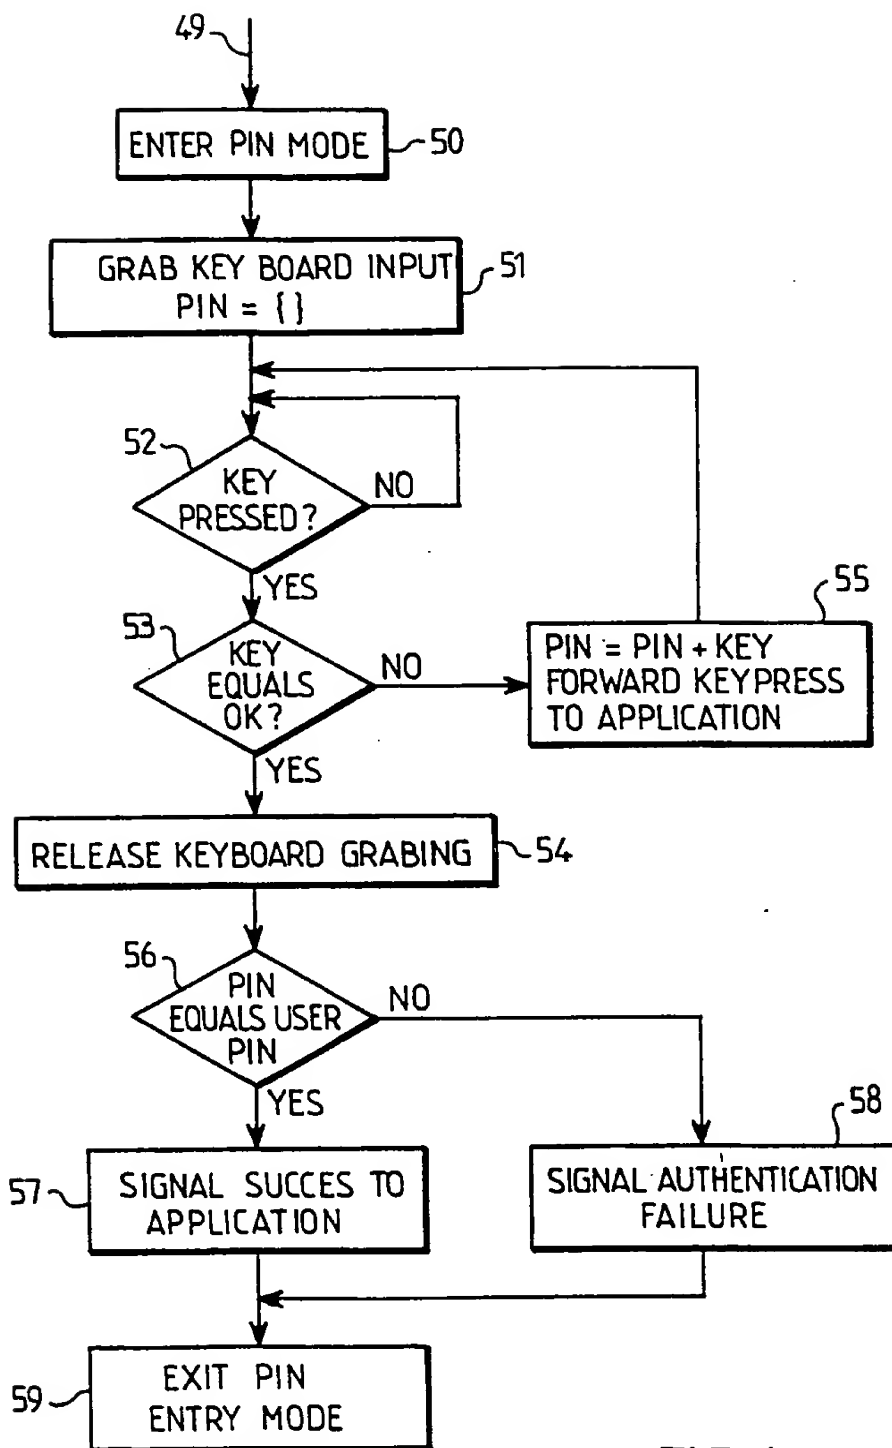 49
ENTER PIN MODE
50
GRAB KEY BOARD INPUT
PIN = { }
51
52
KEY
PRESSED?
NO
YES
53
KEY
EQUALS
OK?
NO
YES
55
PIN = PIN + KEY
FORWARD KEYPRESS
TO APPLICATION
RELEASE KEYBOARD GRABING
54
56
PIN
EQUALS USER
PIN
NO
YES
57
SIGNAL SUCCES TO
APPLICATION
58
SIGNAL AUTHENTICATION
FAILURE
59
EXIT PIN
ENTRY MODE